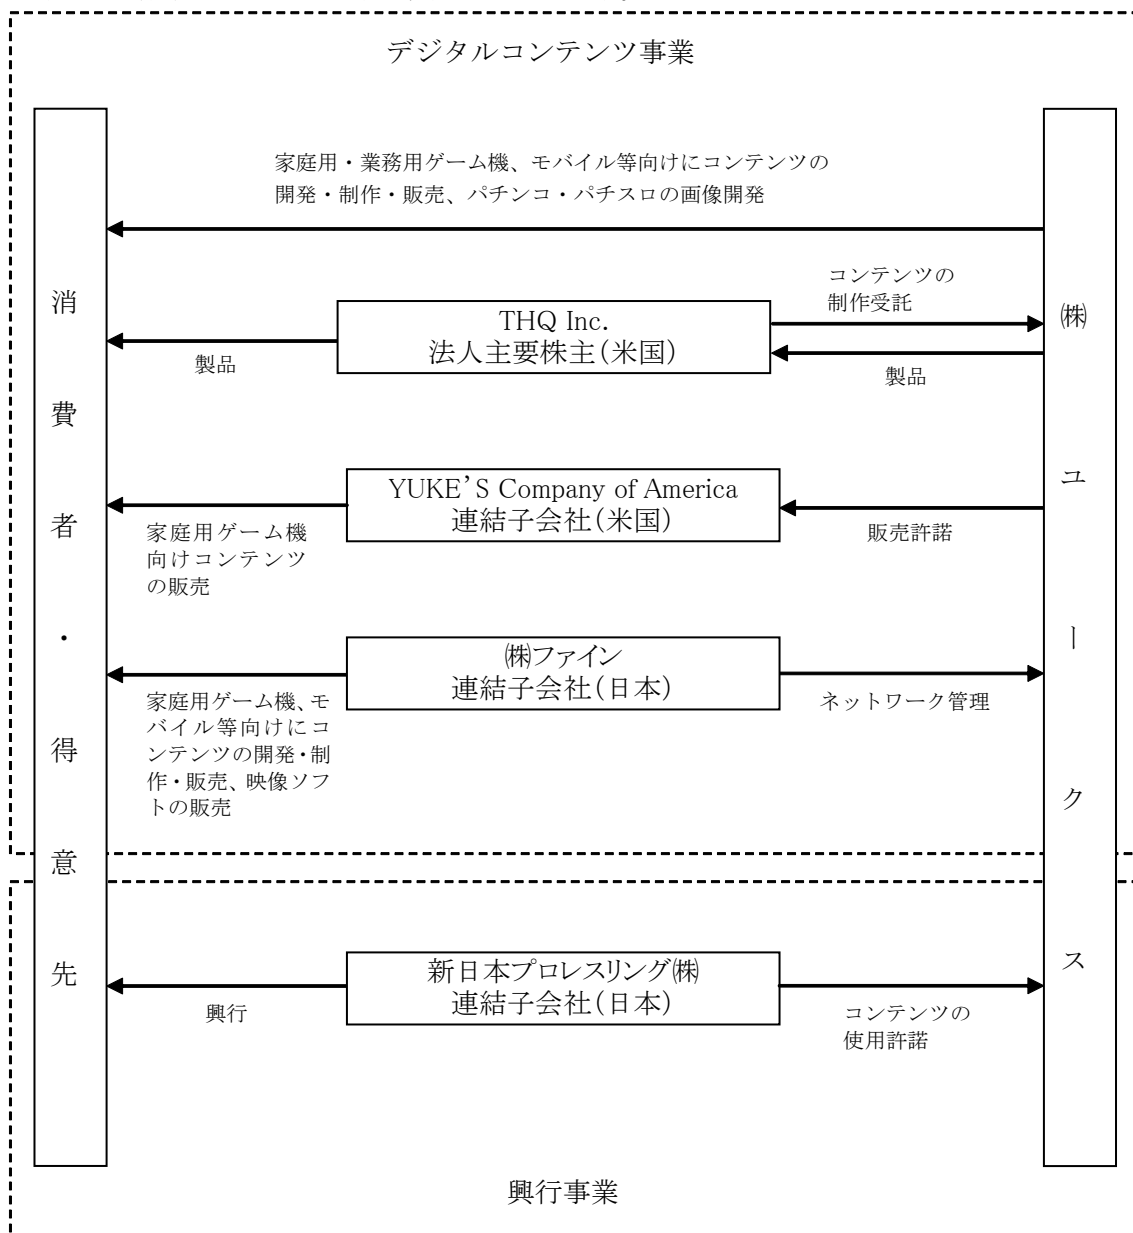 デジタルコンテンツ事業
家庭用・業務用ゲーム機、モバイル等向けにコンテンツの
開発・制作・販売、パチンコ・パチスロの画像開発
消費者・得意先
㈱ユークス
コンテンツの
制作受託
THQ Inc.
法人主要株主(米国)
製品
製品
YUKE'S Company of America
連結子会社(米国)
販売許諾
家庭用ゲーム機
向けコンテンツ
の販売
㈱ファイン
連結子会社(日本)
ネットワーク管理
家庭用ゲーム機、モ
バイル等向けにコ
ンテンツの開発・制
作・販売、映像ソフ
トの販売
新日本プロレスリング㈱
連結子会社(日本)
興行
コンテンツの
使用許諾
興行事業